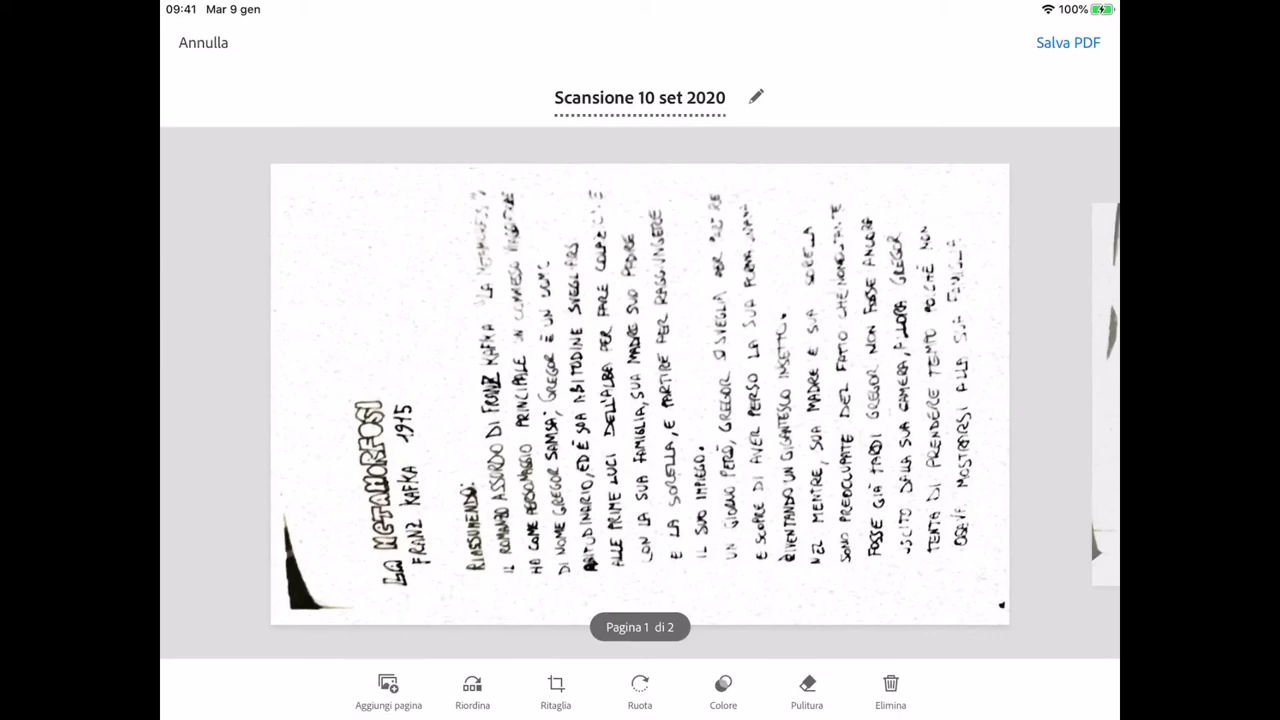 09:41 Mar 9 gen
100%
Annulla
Salva PDF
Scansione 10 set 2020
LA METAMORFOSI
FRANZ KAFKA 1915
RIASSUMENDO:
IL ROMANZO ASSORDO DI FRANZ KAFKA "LA METAMORFOSI"
HA COME PERSONAGGIO PRINCIPALE UN COMMESSO VIAGGIATORE
DI NOME GREGOR SAMSA; GREGOR È UN UOMO
ABITUDINARIO, ED È SUA ABITUDINE SVEGLIARSI
ALLE PRIME LUCI DELL'ALBA PER FARE COLAZIONE
CON LA SUA FAMIGLIA, SUA MADRE SUO PADRE
E LA SORELLA, E PARTIRE PER RAGGIUNGERE
IL SUO IMPIEGO.
UN GIORNO PERÒ, GREGOR SI SVEGLIA PER
E SCOPRE DI AVER PERSO LA SUA FORMA UMANA
DIVENTANDO UN GIGANTESCO INSETTO.
NEL MENTRE, SUA MADRE E SUA SORELLA
SONO PREOCCUPATE DEL FATTO CHE NONOSTANTE
FOSSE GIÀ TARDI GREGOR NON FOSSE ANCORA
USCITO DALLA SUA CAMERA, ALLORA GREGOR
TENTA DI PRENDERE TEMPO POICHÉ NON
OSAVA MOSTRARSI ALLA SUA FAMIGLIA
Pagina 1 di 2
Aggiungi pagina
Riordina
Ritaglia
Ruota
Colore
Pulitura
Elimina